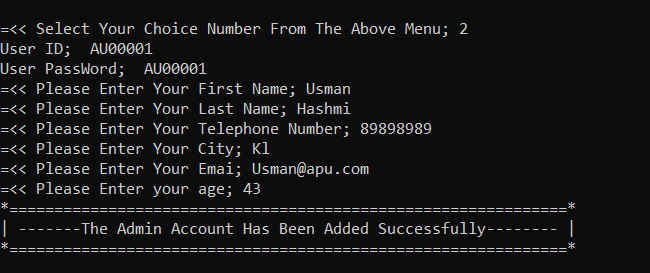 =<< Select Your Choice Number From The Above Menu; 2
User ID;  AU00001
User PassWord;  AU00001
=<< Please Enter Your First Name; Usman
=<< Please Enter Your Last Name; Hashmi
=<< Please Enter Your Telephone Number; 89898989
=<< Please Enter Your City; Kl
=<< Please Enter Your Emai; Usman@apu.com
=<< Please Enter your age; 43
*==============================================================*
| -------The Admin Account Has Been Added Successfully-------- |
*==============================================================*